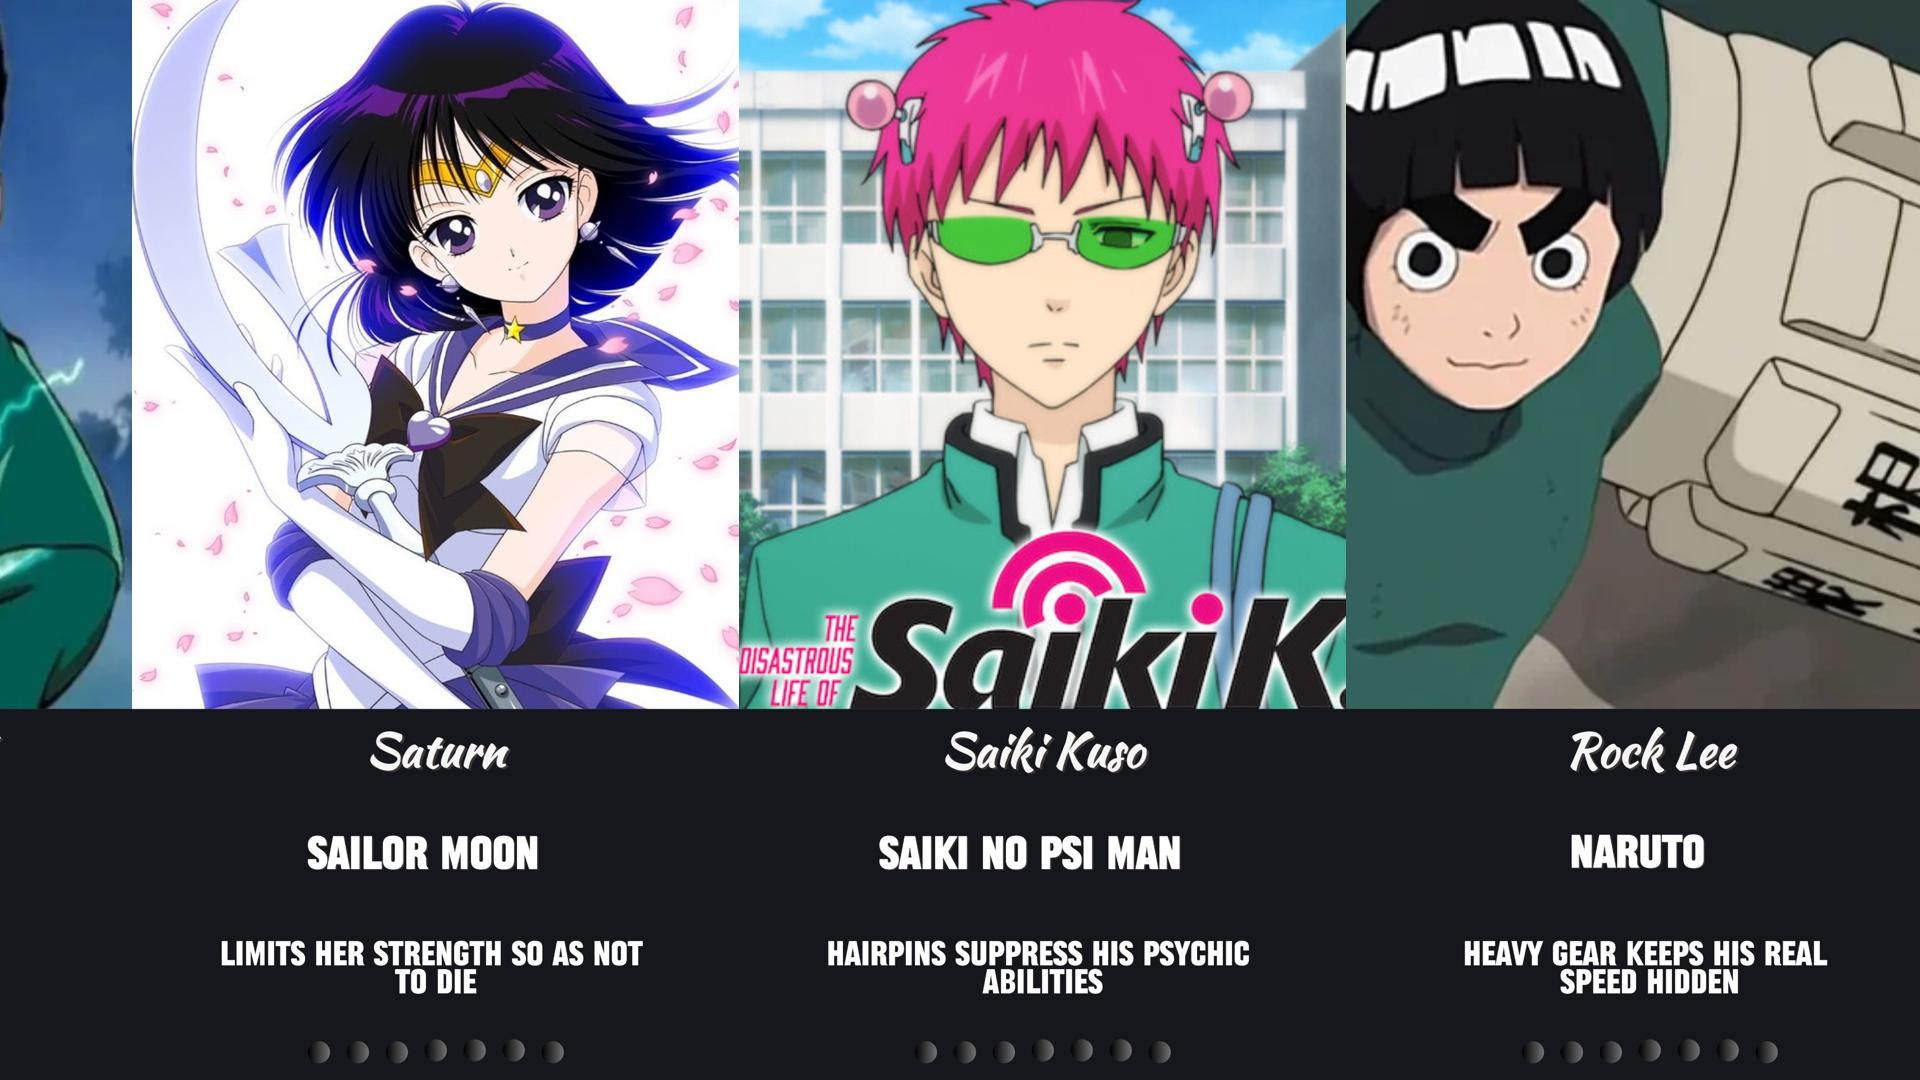 THE
DISASTROUS
LIFE OF
Saiki K.
Saturn
SAILOR MOON
LIMITS HER STRENGTH SO AS NOT
TO DIE
Saiki Kuso
SAIKI NO PSI MAN
HAIRPINS SUPPRESS HIS PSYCHIC
ABILITIES
Rock Lee
NARUTO
HEAVY GEAR KEEPS HIS REAL
SPEED HIDDEN